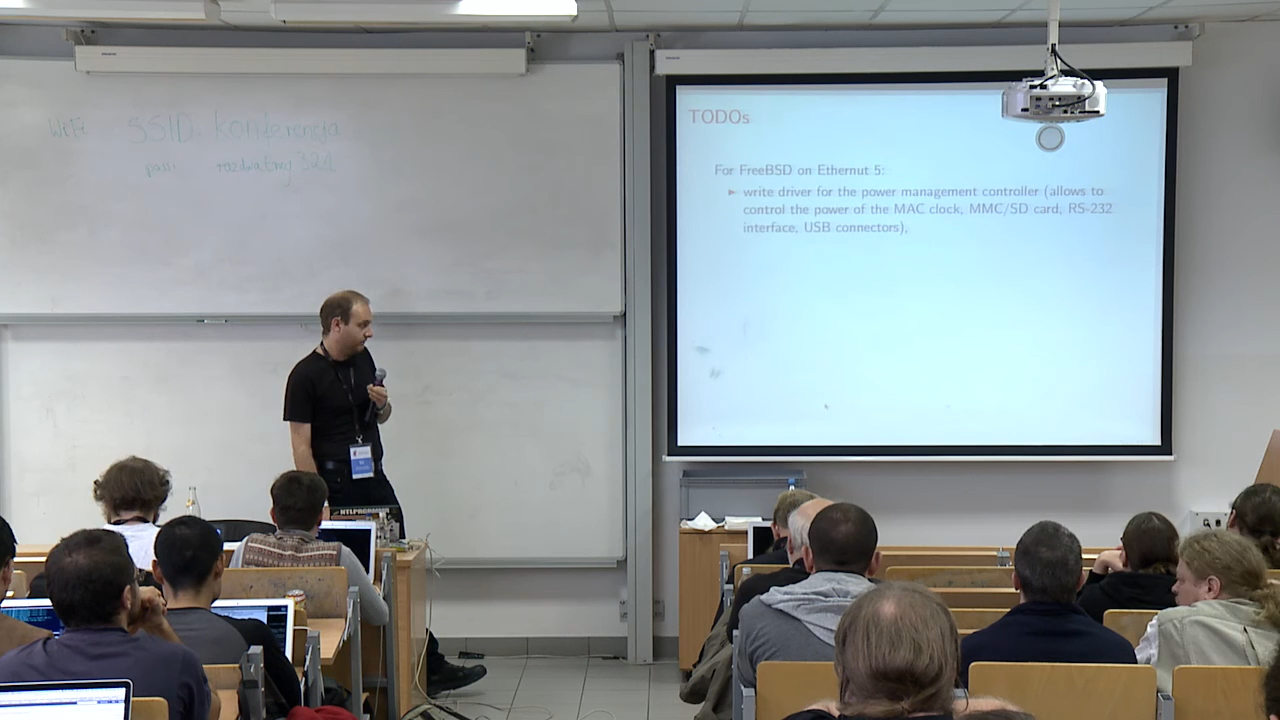 WiFi SSID konferencja
pass razdwatrzy321
TODOs
For FreeBSD on Ethernut 5:
► write driver for the power management controller (allows to
control the power of the MAC clock, MMC/SD card, RS-232
interface, USB connectors),